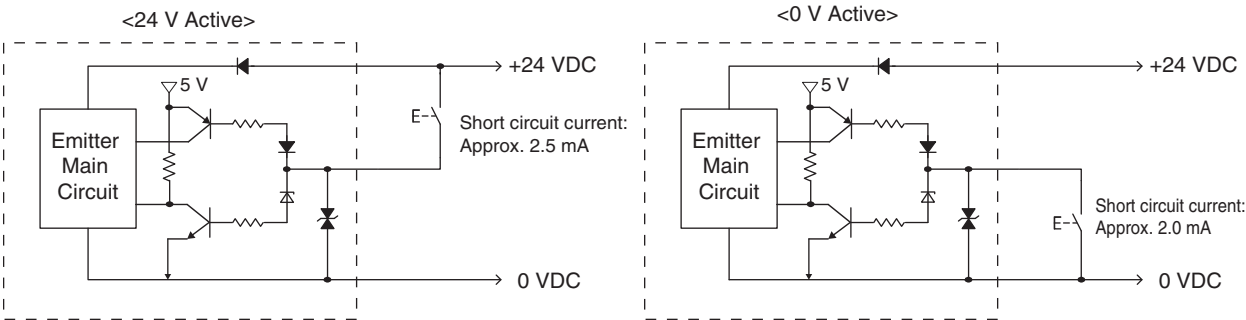 <24 V Active>
+24 VDC
5 V
Emitter
Main
Circuit
E
Short circuit current:
Approx. 2.5 mA
0 VDC
<0 V Active>
+24 VDC
5 V
Emitter
Main
Circuit
E
Short circuit current:
Approx. 2.0 mA
0 VDC